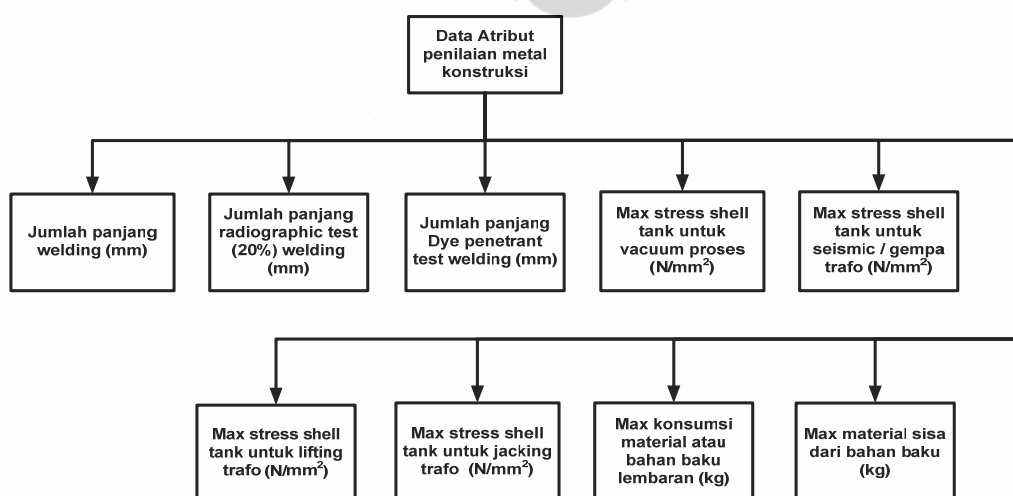 Data Atribut
penilaian metal
konstruksi
Jumlah panjang
welding (mm)
Jumlah panjang
radiographic test
(20%) welding
(mm)
Jumlah panjang
Dye penetrant
test welding (mm)
Max stress shell
tank untuk
vacuum proses
(N/mm²)
Max stress shell
tank untuk
seismic / gempa
trafo (N/mm²)
Max stress shell
tank untuk lifting
trafo (N/mm²)
Max stress shell
tank untuk jacking
trafo (N/mm²)
Max konsumsi
material atau
bahan baku
lembaran (kg)
Max material sisa
dari bahan baku
(kg)